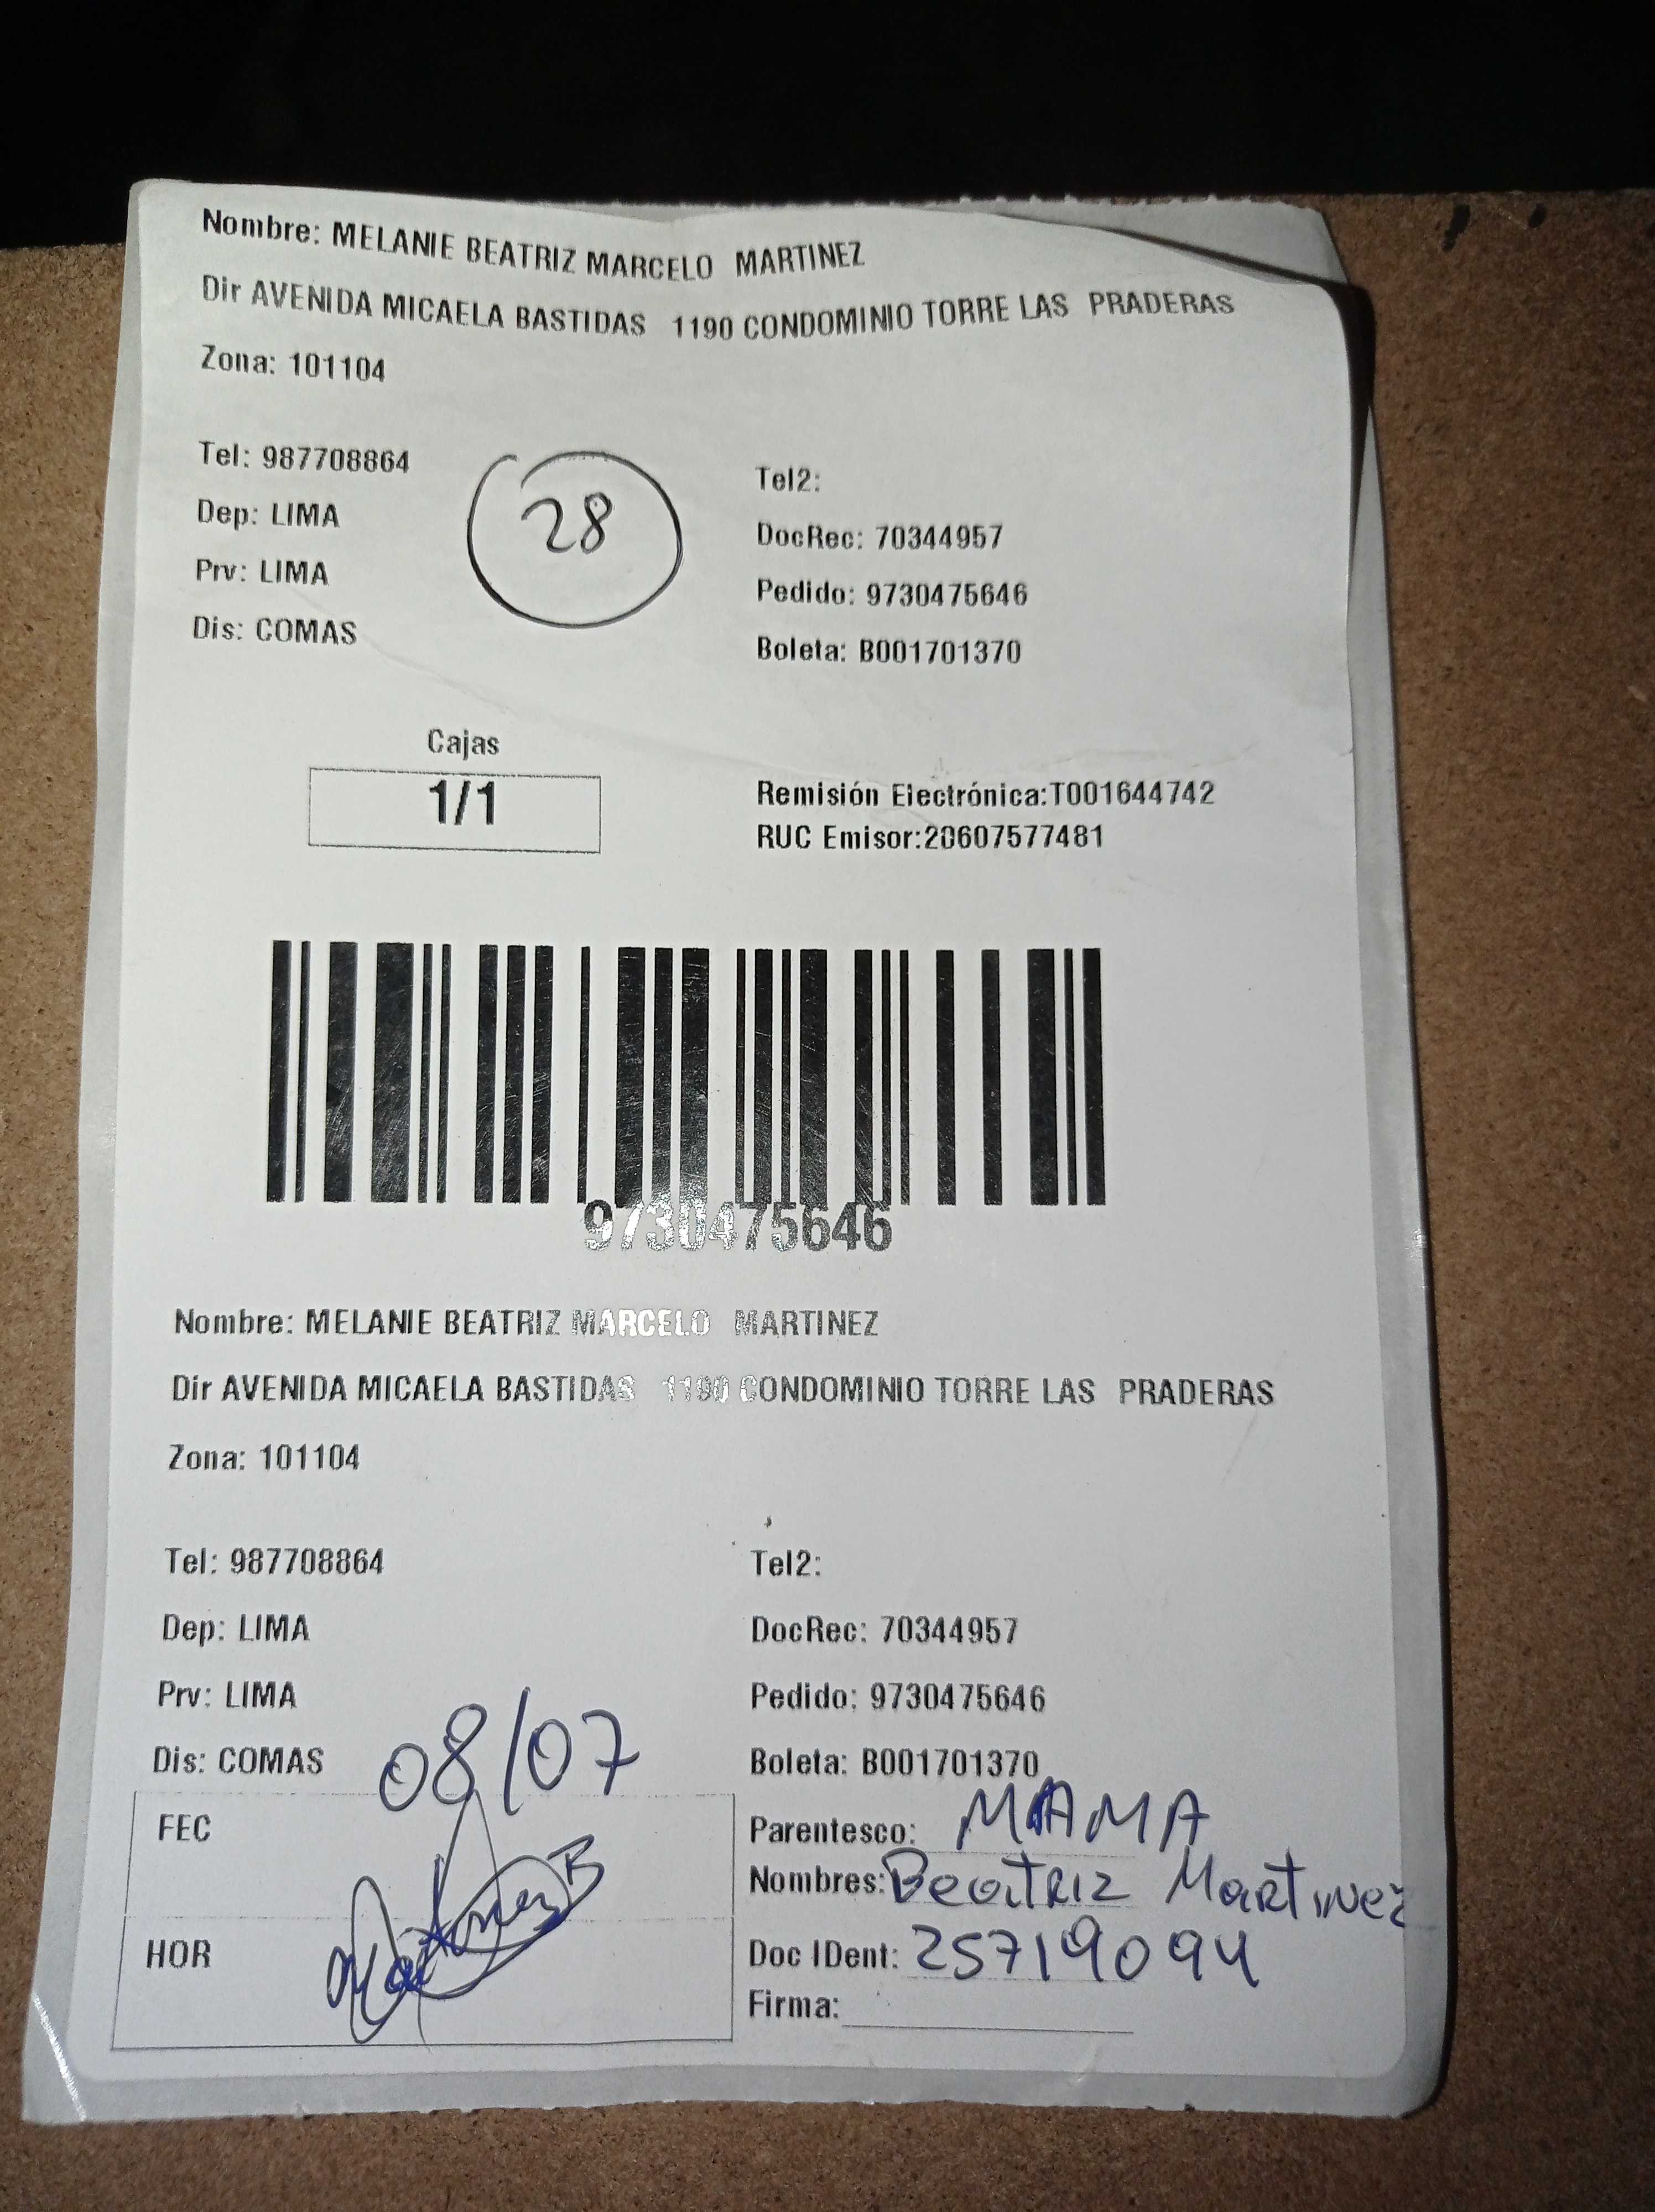 Nombre: MELANIE BEATRIZ MARCELO MARTINEZ
Dir AVENIDA MICAELA BASTIDAS 1190 CONDOMINIO TORRE LAS PRADERAS
Zona: 101104
Tel: 987708864
Dep: LIMA
Prv: LIMA
Dis: COMAS
28
Tel2:
DocRec: 70344957
Pedido: 9730475646
Boleta: B001701370
Cajas
1/1
Remisión Electrónica:T001644742
RUC Emisor:20607577481
9730475646
Nombre: MELANIE BEATRIZ MARCELO MARTINEZ
Dir AVENIDA MICAELA BASTIDAS 1190 CONDOMINIO TORRE LAS PRADERAS
Zona: 101104
Tel: 987708864
Dep: LIMA
Prv: LIMA
Dis: COMAS
08/07
FEC
HOR
Tel2:
DocRec: 70344957
Pedido: 9730475646
Boleta: B001701370
Parentesco: MAMA
Nombres: Beatriz Martinez
Doc IDent: 25719094
Firma: